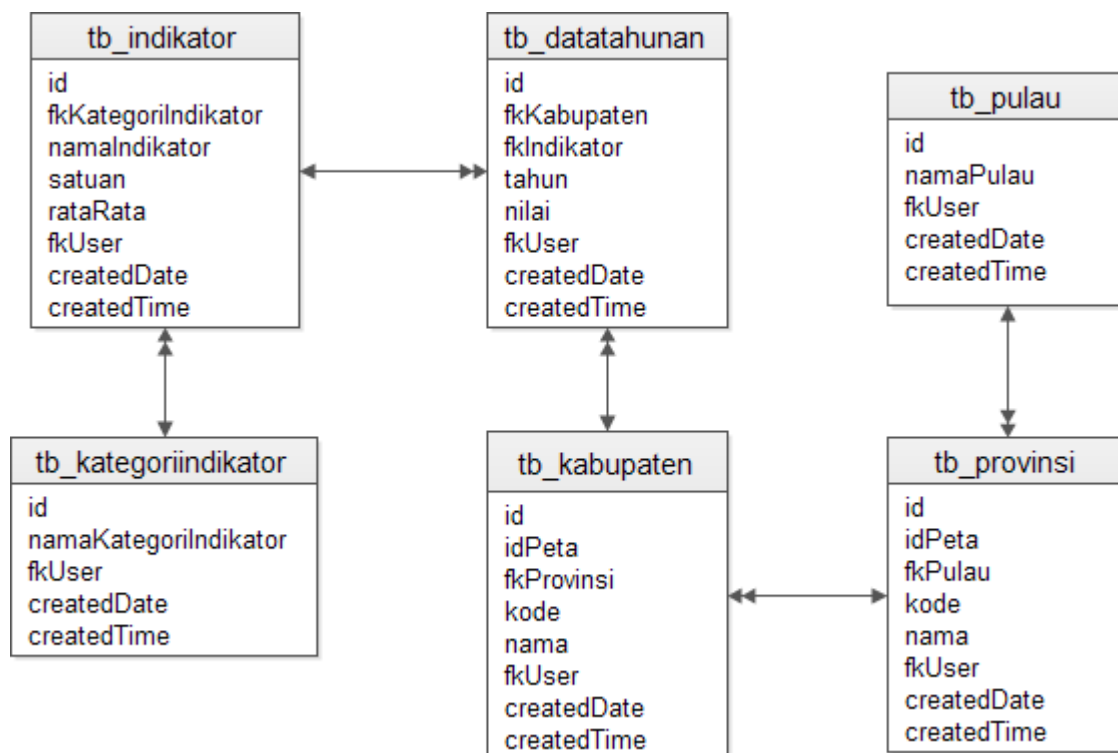 tb_indikator
id
fkKategoriIndikator
namaIndikator
satuan
rataRata
fkUser
createdDate
createdTime
tb_datatahunan
id
fkKabupaten
fkIndikator
tahun
nilai
fkUser
createdDate
createdTime
tb_pulau
id
namaPulau
fkUser
createdDate
createdTime
tb_kategoriindikator
id
namaKategoriIndikator
fkUser
createdDate
createdTime
tb_kabupaten
id
idPeta
fkProvinsi
kode
nama
fkUser
createdDate
createdTime
tb_provinsi
id
idPeta
fkPulau
kode
nama
fkUser
createdDate
createdTime